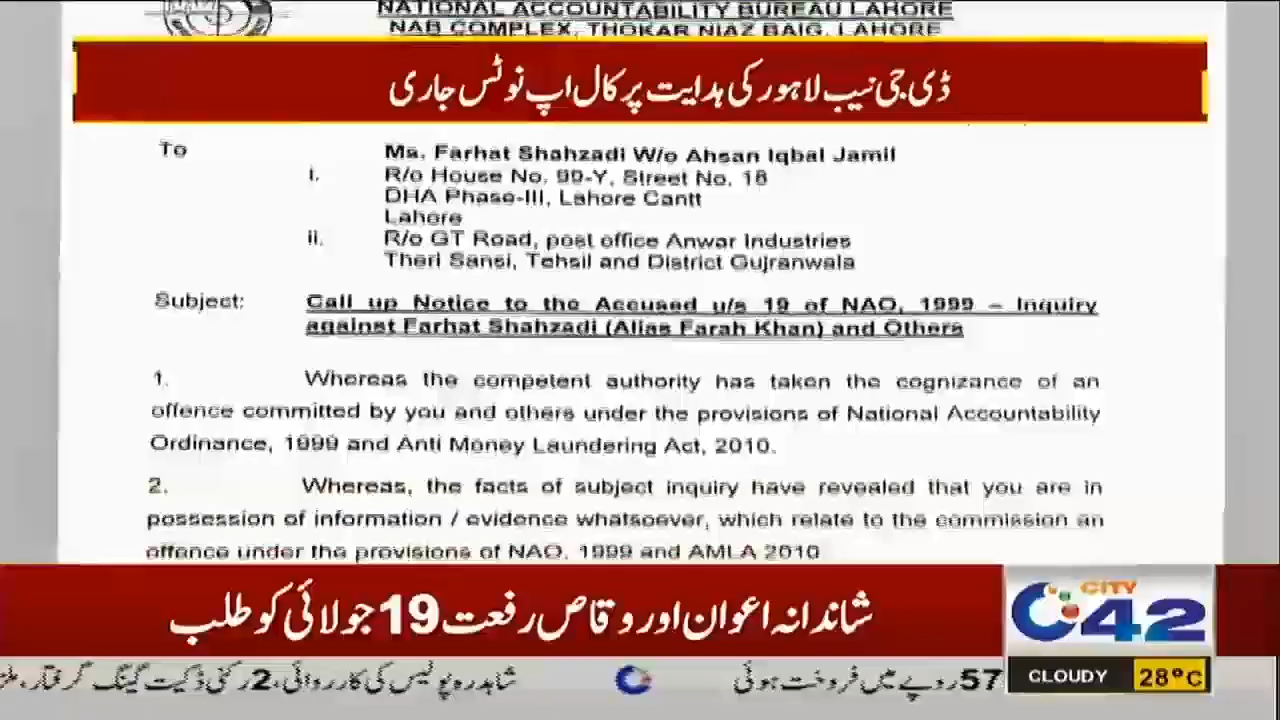 NATIONAL ACCOUNTABILITY BUREAU LAHORE
NAB COMPLEX, THOKAR NIAZ BAIG, LAHORE
ڈی جی نیب لاہور کی ہدایت پر کال اپ نوٹس جاری
To
Ms. Farhat Shahzadi W/o Ahsan Iqbal Jamil
i. R/o House No. 99-Y, Street No. 18
DHA Phase-III, Lahore Cantt
Lahore
ii. R/o GT Road, post office Anwar Industries
Theri Sansi, Tehsil and District Gujranwala
Subject: Call up Notice to the Accused u/s 19 of NAO, 1999 – Inquiry
against Farhat Shahzadi (Alias Farah Khan) and Others
1. Whereas the competent authority has taken the cognizance of an
offence committed by you and others under the provisions of National Accountability
Ordinance, 1999 and Anti Money Laundering Act, 2010.
2. Whereas, the facts of subject inquiry have revealed that you are in
possession of information / evidence whatsoever, which relate to the commission an
offence under the provisions of NAO, 1999 and AMLA 2010
شاندانہ اعوان اور وقاص رفعت 19 جولائی کو طلب
CITY
42
57 روپے میں فروخت ہوئی
شاہدرہ پولیس کی کارروائی، 2 رکنی ڈکیت گینگ گرفتار،
CLOUDY 28°C